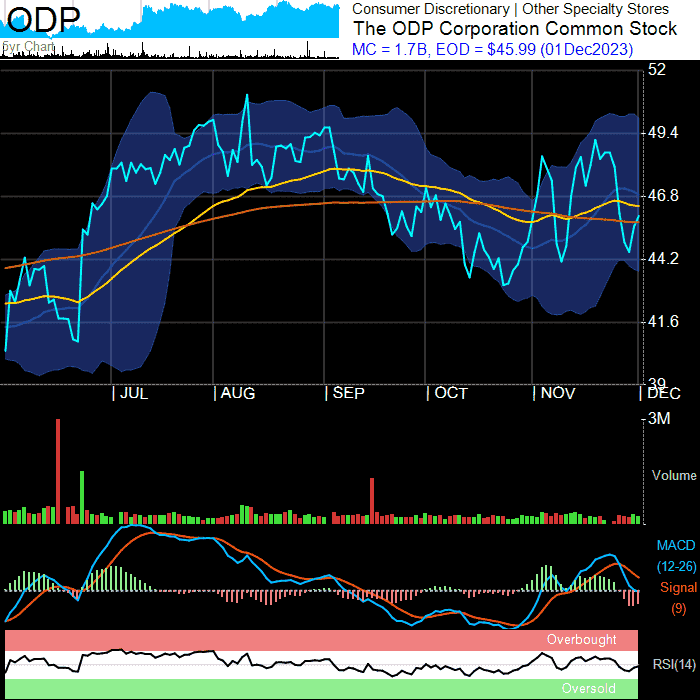 ODP
5yr Chart
Consumer Discretionary | Other Specialty Stores
The ODP Corporation Common Stock
MC = 1.7B, EOD = $45.99 (01Dec2023)
52
49.4
46.8
44.2
41.6
39
| JUL | AUG | SEP | OCT | NOV | DEC
3M
Volume
MACD
(12-26)
Signal
(9)
Overbought
RSI(14)
Oversold